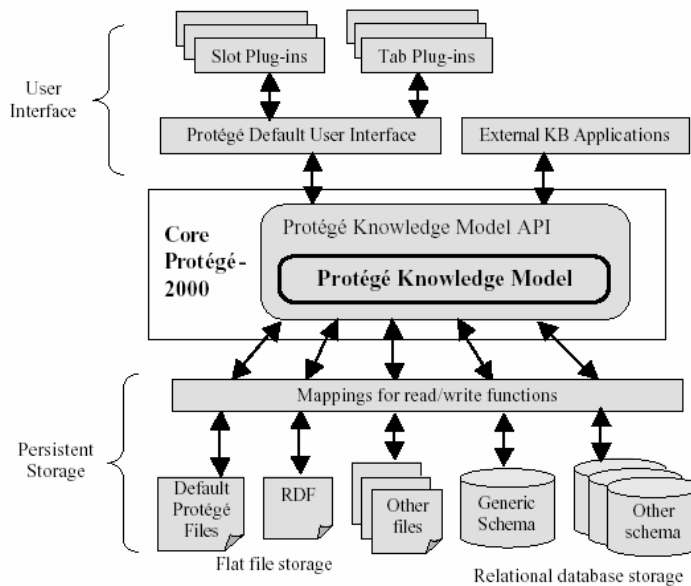 Slot Plug-ins
Tab Plug-ins
User
Interface
Protégé Default User Interface
External KB Applications
Core
Protégé-
2000
Protégé Knowledge Model API
Protégé Knowledge Model
Mappings for read/write functions
Persistent
Storage
Default
Protégé
Files
RDF
Other
files
Generic
Schema
Other
schema
Flat file storage
Relational database storage